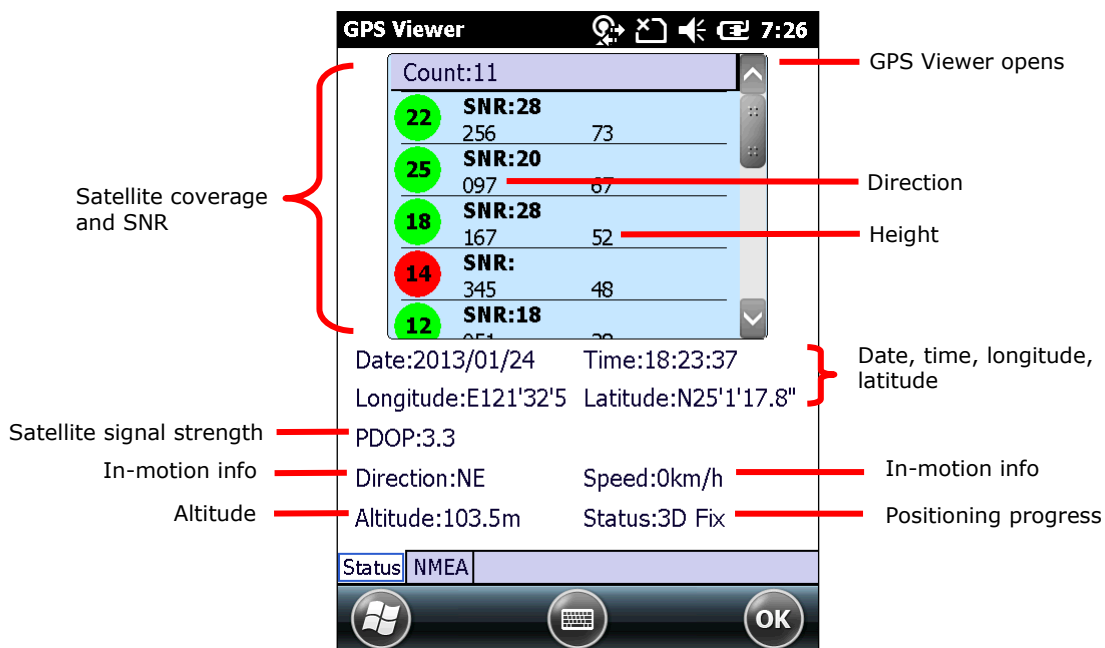 GPS Viewer 7:26
GPS Viewer opens
Count:11
22 SNR:28
256 73
25 SNR:20
097 67
Direction
Satellite coverage
and SNR
18 SNR:28
167 52
Height
14 SNR:
345 48
12 SNR:18
Date:2013/01/24 Time:18:23:37
Date, time, longitude,
latitude
Longitude:E121'32'5 Latitude:N25'1'17.8"
Satellite signal strength
PDOP:3.3
In-motion info
Direction:NE Speed:0km/h
In-motion info
Altitude
Altitude:103.5m Status:3D Fix
Positioning progress
Status NMEA
OK